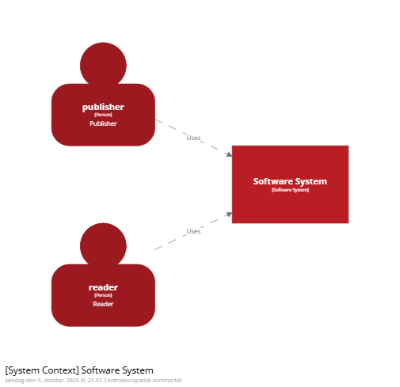 publisher
[Person]
Publisher
Uses
Software System
[Software System]
Uses
reader
[Person]
Reader
[System Context] Software System
søndag den 5. oktober 2025 kl. 21.51 Centraleuropæisk sommertid